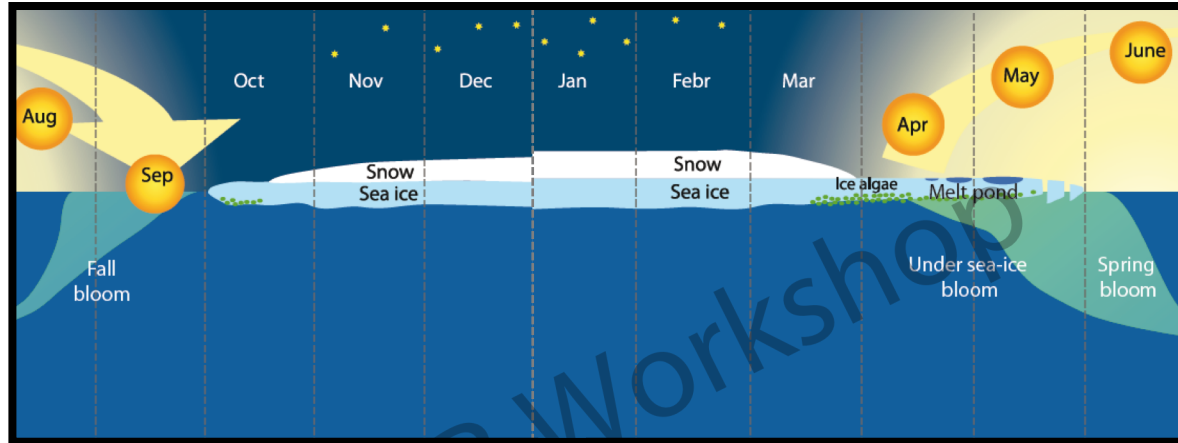 Oct
Nov
Dec
Jan
Febr
Mar
June
May
Aug
Apr
Sep
Snow
Snow
Sea ice
Sea ice
Ice algae
Melt pond
Fall
bloom
Under sea-ice
bloom
Spring
bloom
Workshop